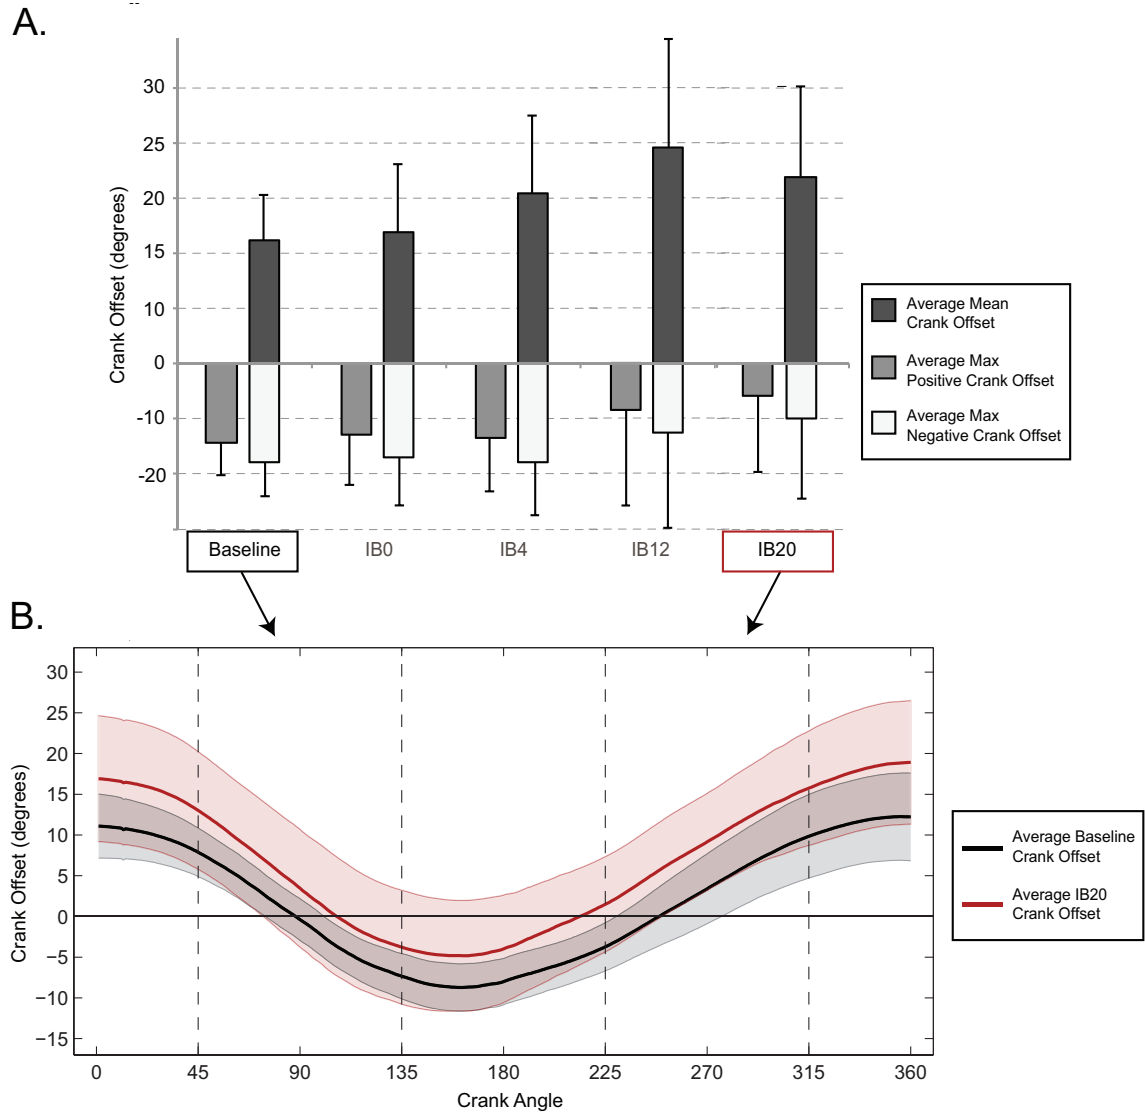 A.
30
25
20
15
10
0
-10
-20
Crank Offset (degrees)
Average Mean
Crank Offset
Average Max
Positive Crank Offset
Average Max
Negative Crank Offset
Baseline IB0 IB4 IB12 IB20
B.
30
25
20
15
10
5
0
−5
−10
−15
Crank Offset (degrees)
0 45 90 135 180 225 270 315 360
Crank Angle
Average Baseline
Crank Offset
Average IB20
Crank Offset